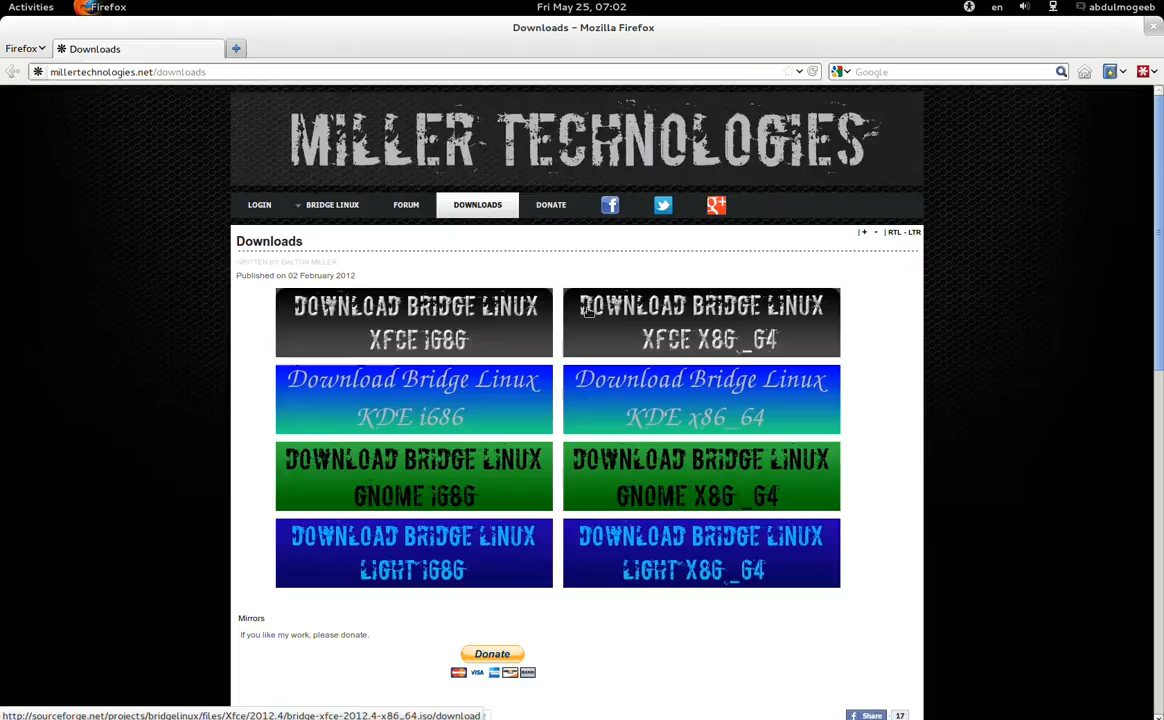 Activities Firefox Fri May 25, 07:02 en abdulmogeeb
Downloads – Mozilla Firefox
Firefox Downloads
millertechnologies.net/downloads Google
MILLER TECHNOLOGIES
LOGIN BRIDGE LINUX FORUM DOWNLOADS DONATE
| + - | RTL - LTR
Downloads
WRITTEN BY DALTON MILLER
Published on 02 February 2012
DOWNLOAD BRIDGE LINUX DOWNLOAD BRIDGE LINUX
XFCE i686 XFCE X86_64
Download Bridge Linux Download Bridge Linux
KDE i686 KDE x86_64
DOWNLOAD BRIDGE LINUX DOWNLOAD BRIDGE LINUX
GNOME i686 GNOME X86_64
DOWNLOAD BRIDGE LINUX DOWNLOAD BRIDGE LINUX
LIGHT i686 LIGHT X86_64
Mirrors
If you like my work, please donate.
Donate
VISA
http://sourceforge.net/projects/bridgelinux/files/Xfce/2012.4/bridge-xfce-2012.4-x86_64.iso/download
Share 17